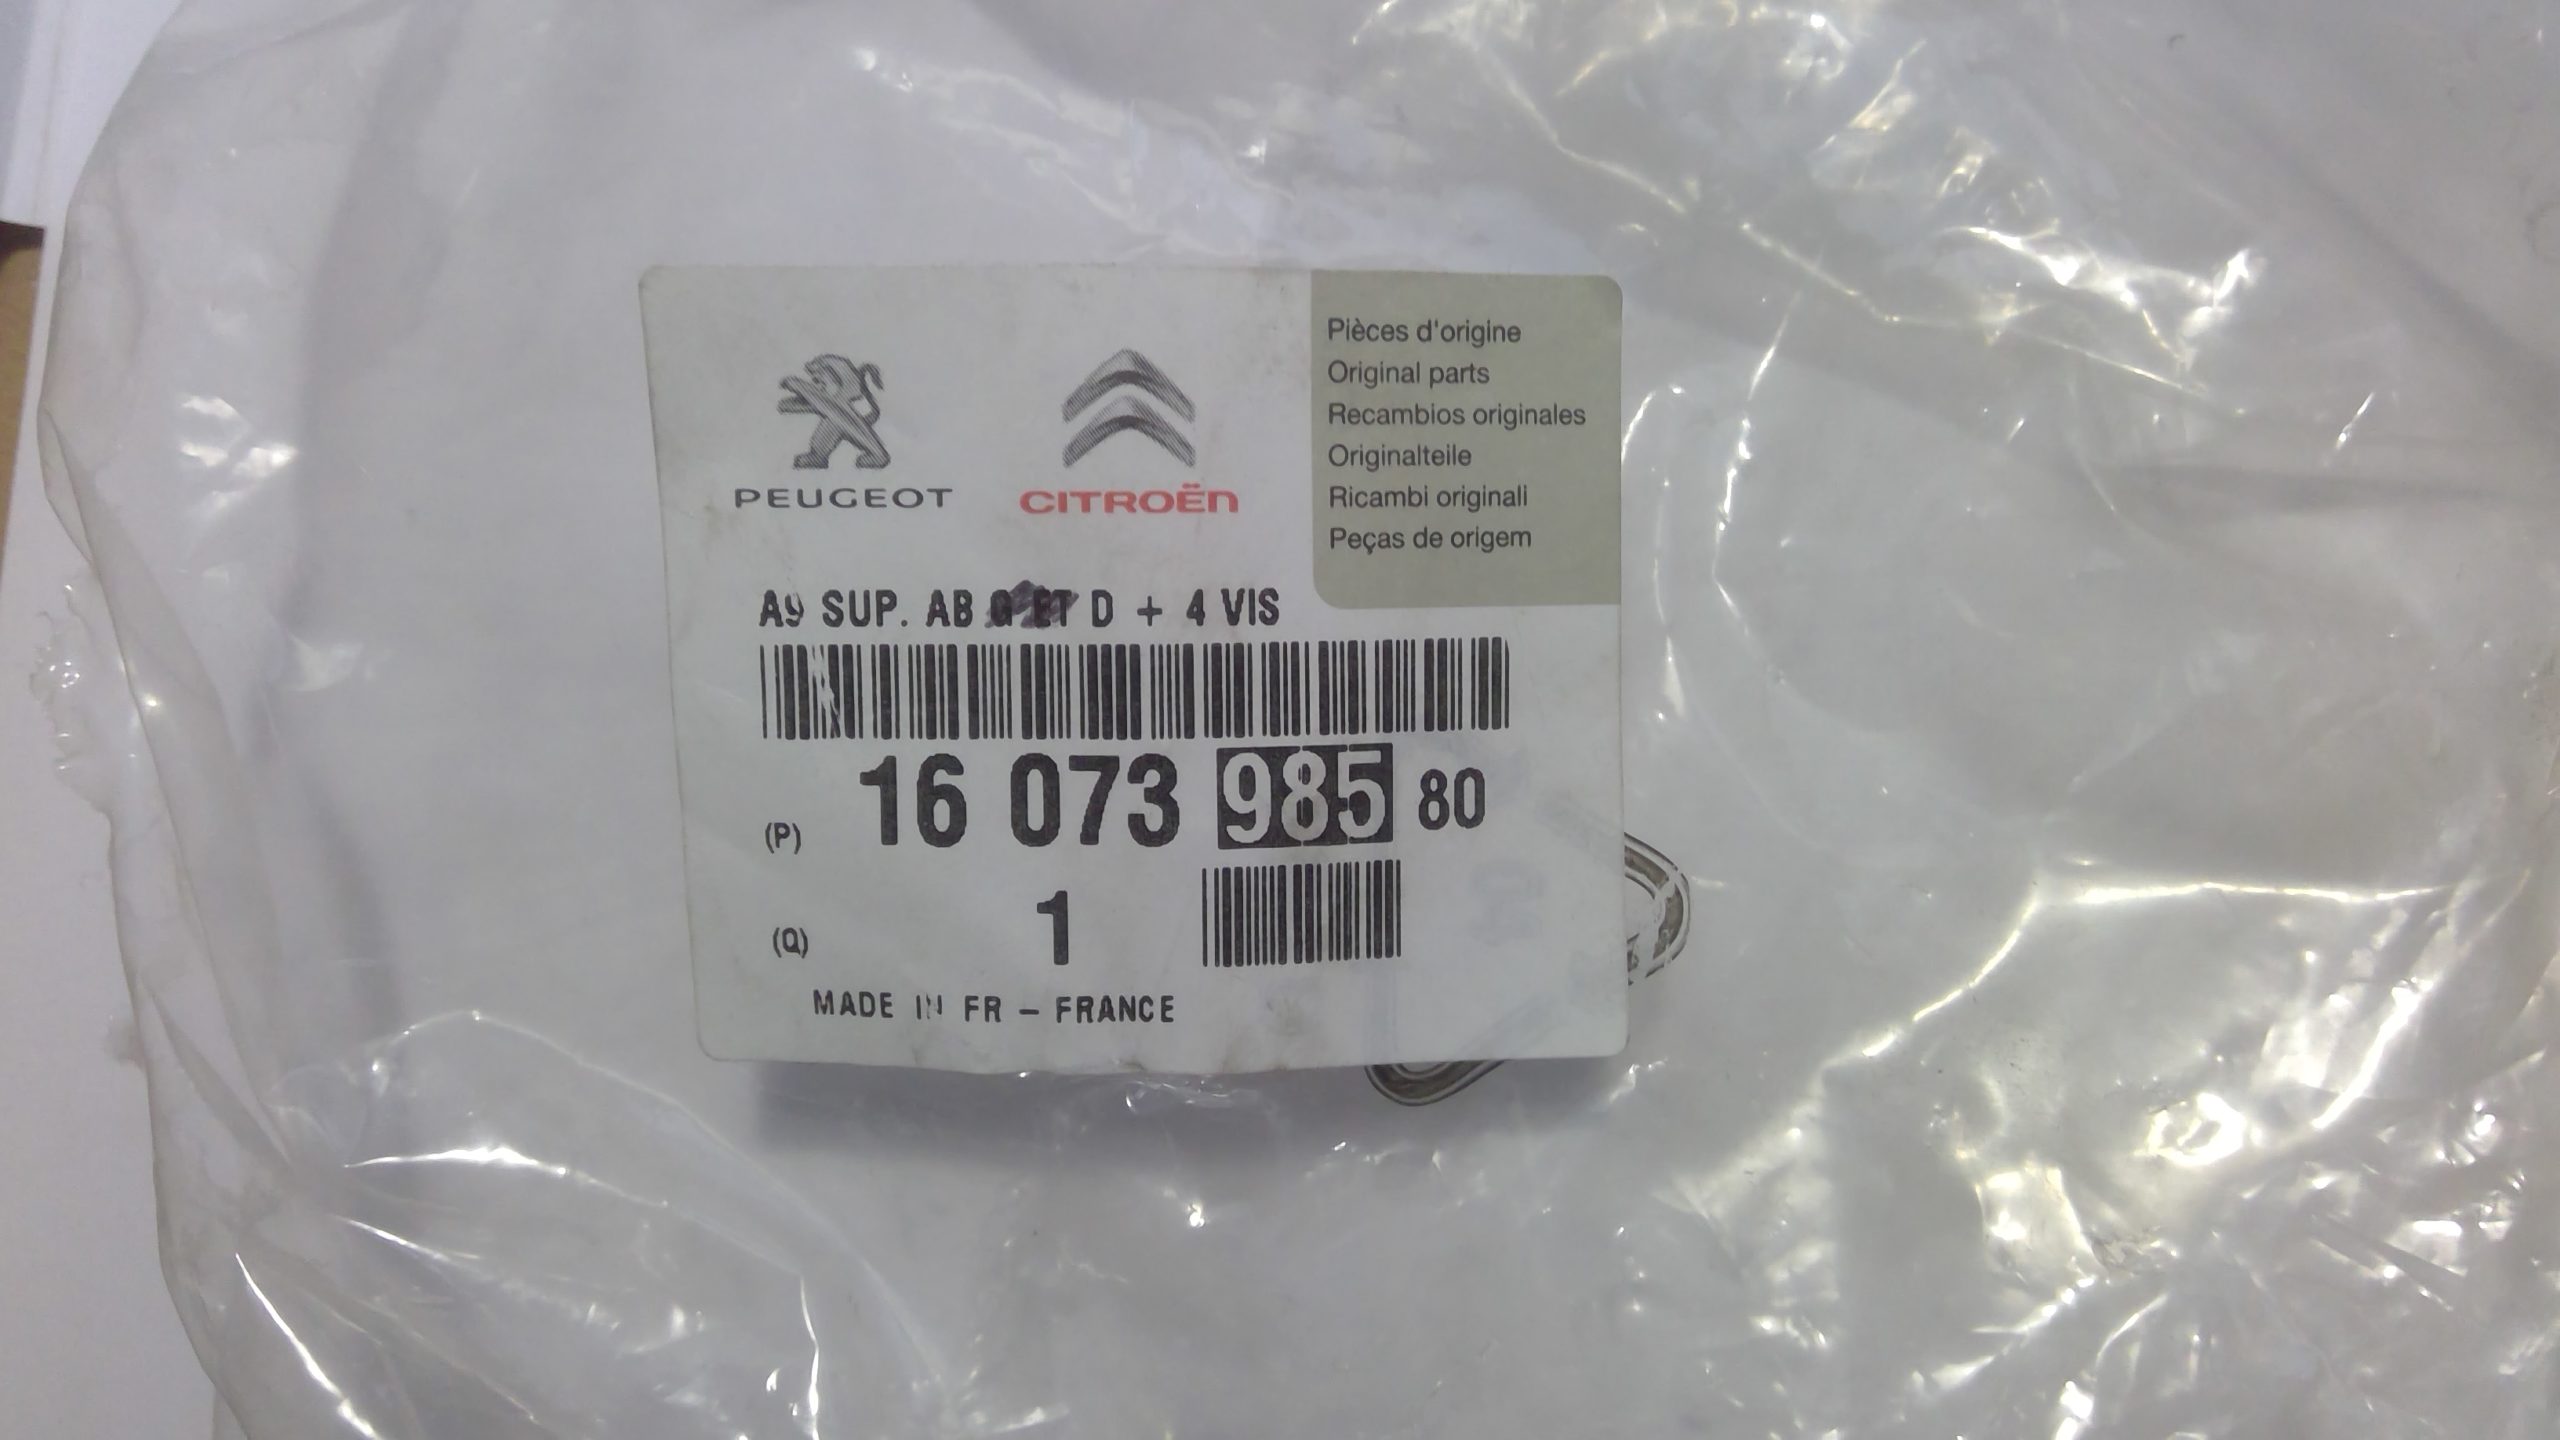 PEUGEOT
CITROËN
Pièces d'origine
Original parts
Recambios originales
Originalteile
Ricambi originali
Peças de origem
A9 SUP. AB G ET D + 4 VIS
(P) 16 073 985 80
(Q) 1
MADE IN FR - FRANCE